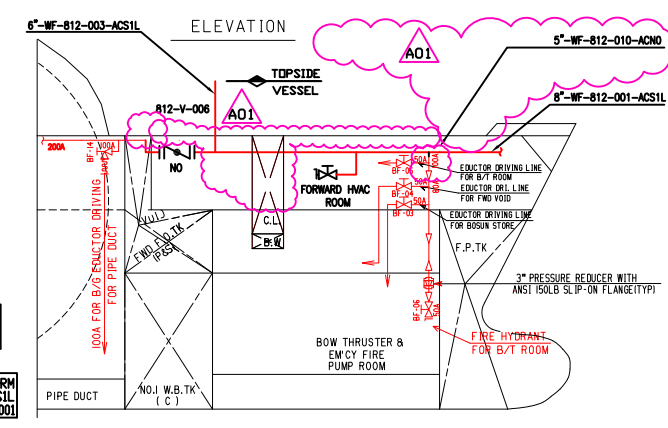 ELEVATION
6"-WF-812-003-ACS1L
A01
5"-WF-812-010-ACN0
TOPSIDE
VESSEL
8"-WF-812-001-ACS1L
812-V-006
A01
200A
BF-14
100A
NO
FORWARD HVAC
ROOM
BF-05
50A
EDUCTOR DRIVING LINE
FOR B/T ROOM
BF-04
50A
EDUCTOR DRI. LINE
FOR FWD VOID
BF-03
50A
EDUCTOR DRIVING LINE
FOR BOSUN STORE
C.L
B.W
F.P.TK
FWD F.O.TK
(P&S)
100A FOR B/G EDUCTOR DRIVING
FOR PIPE DUCT
3" PRESSURE REDUCER WITH
ANSI 150LB SLIP-ON FLANGE(TYP)
BF-06
50A
FIRE HYDRANT
FOR B/T ROOM
BOW THRUSTER &
EM'CY FIRE
PUMP ROOM
PIPE DUCT
NO.1 W.B.TK
( C )
RM
S1L
001